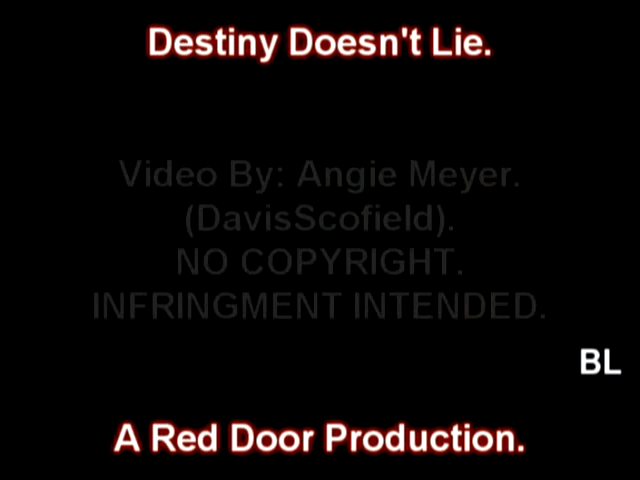 Destiny Doesn't Lie.
Video By: Angie Meyer.
(DavisScofield).
NO COPYRIGHT.
INFRINGMENT INTENDED.
BL
A Red Door Production.